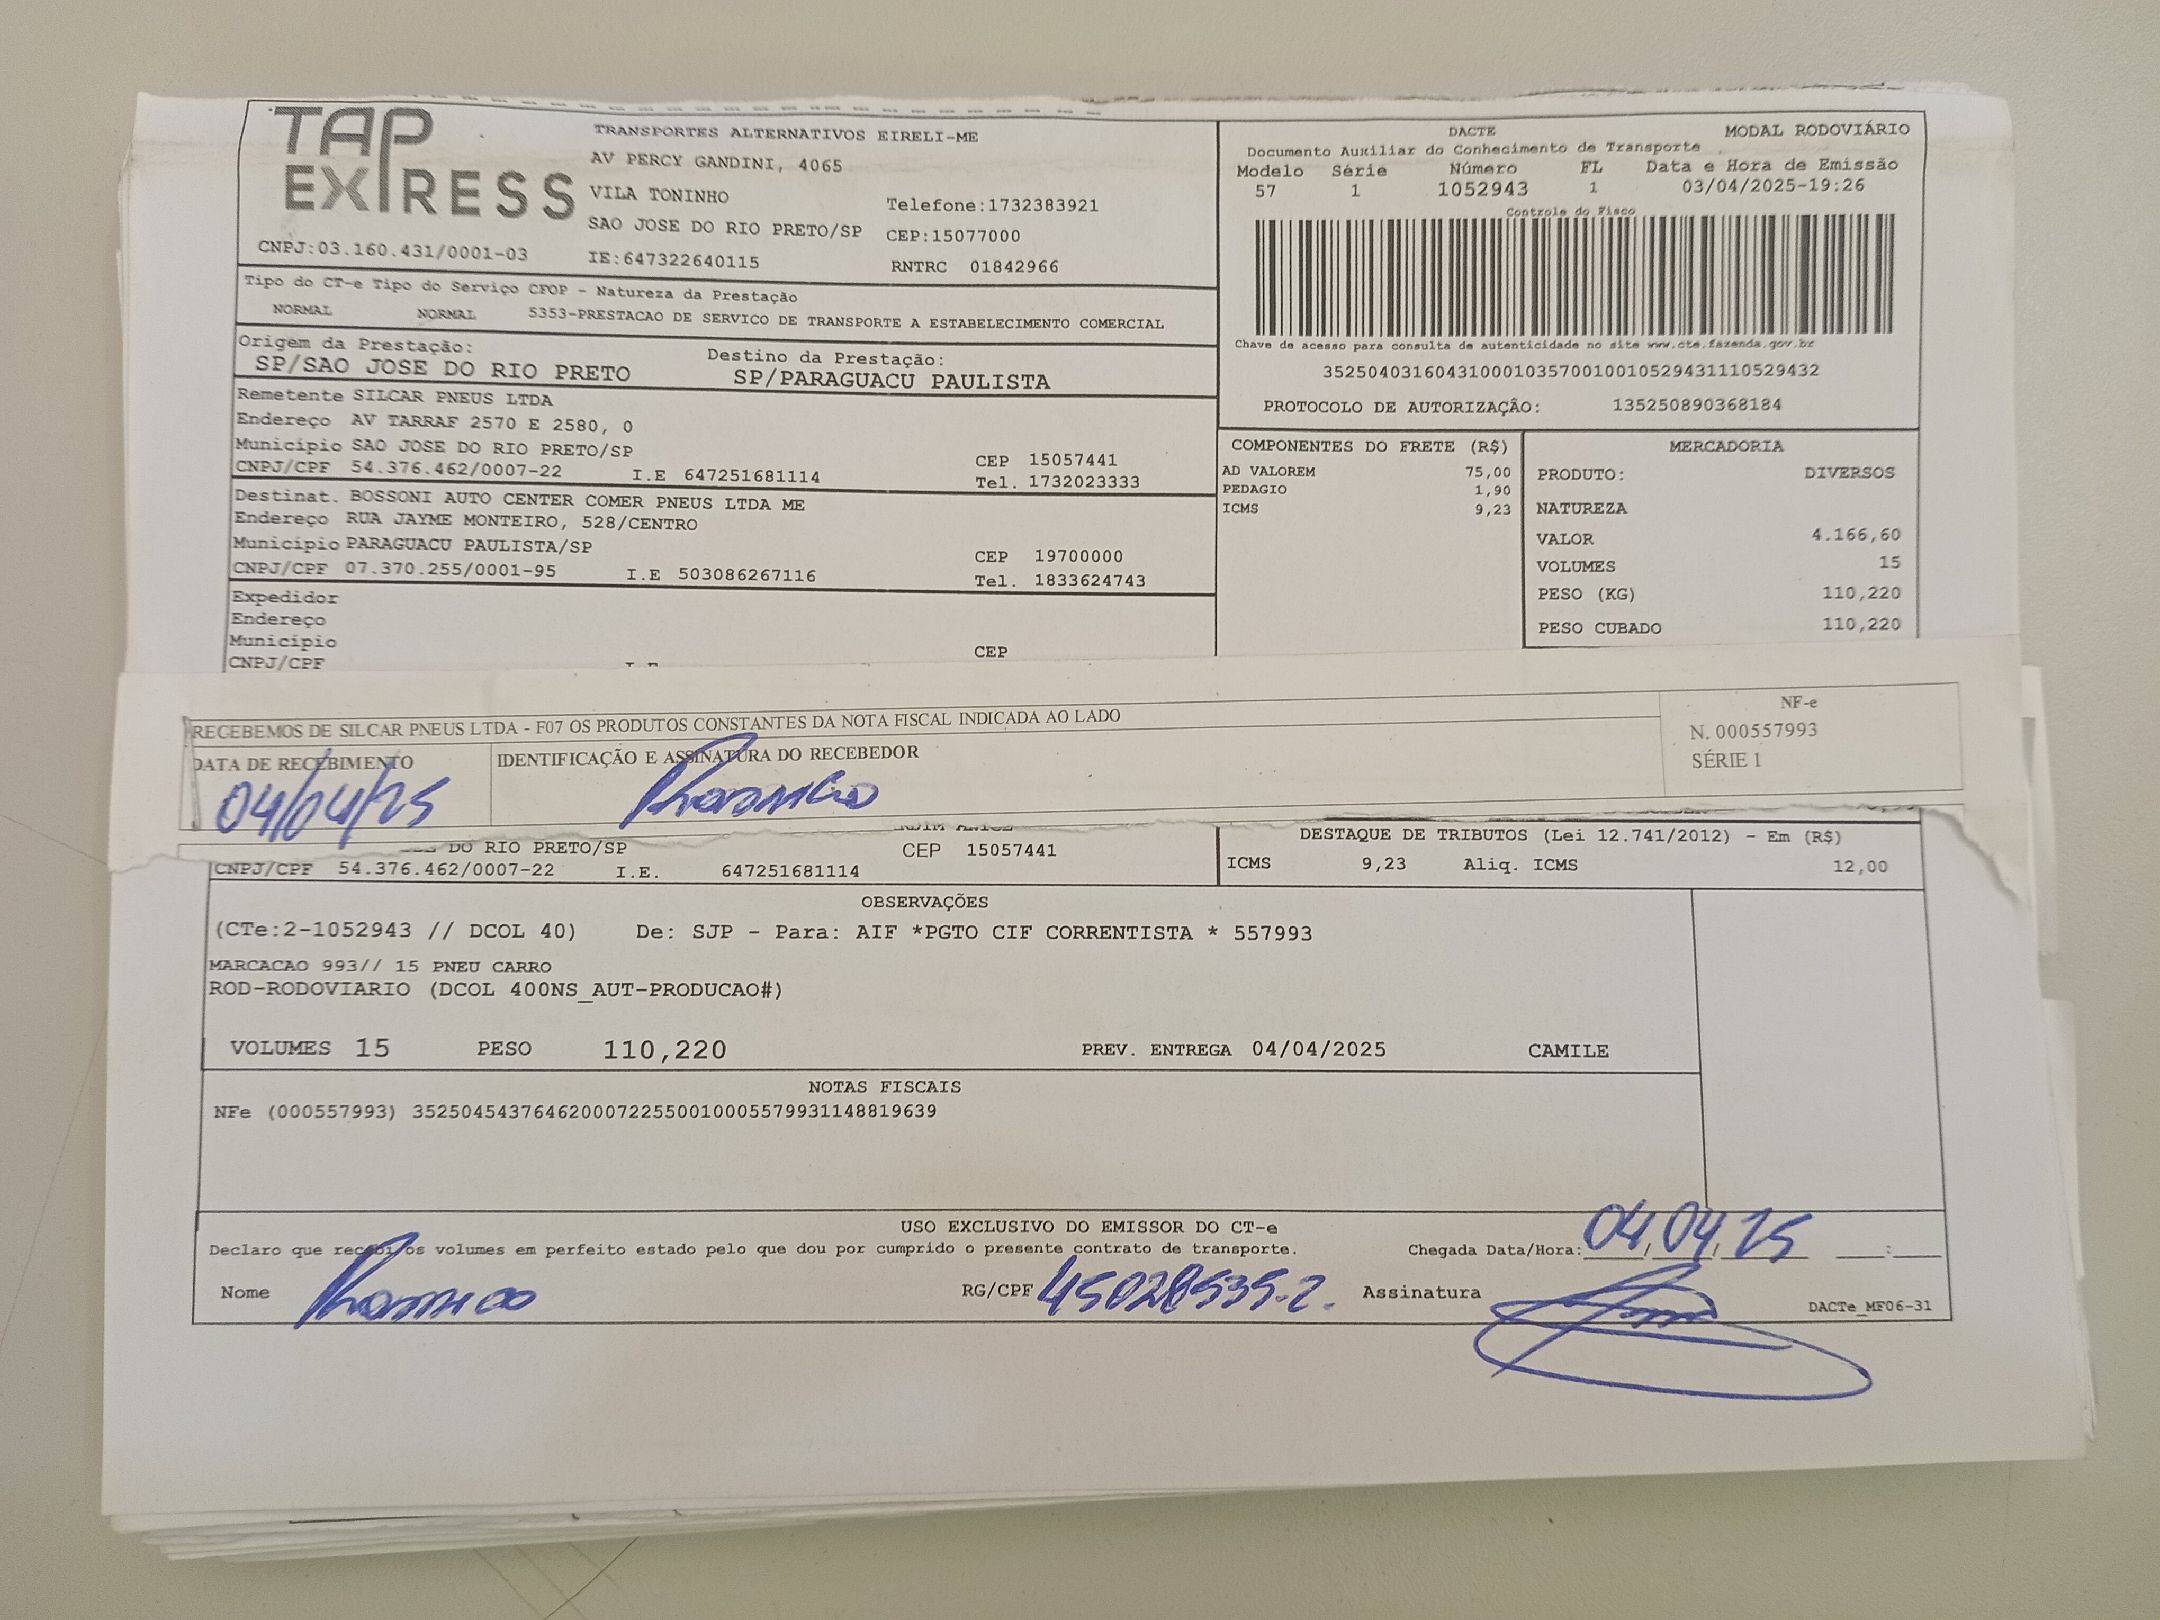 TAP EXPRESS
CNPJ:03.160.431/0001-03
TRANSPORTES ALTERNATIVOS EIRELI-ME
AV PERCY GANDINI, 4065
VILA TONINHO Telefone:1732383921
SAO JOSE DO RIO PRETO/SP CEP:15077000
IE:647322640115 RNTRC 01842966
DACTE MODAL RODOVIÁRIO
Documento Auxiliar do Conhecimento de Transporte
Modelo Série Número FL Data e Hora de Emissão
57 1 1052943 1 03/04/2025-19:26
Controle do Fisco
Chave de acesso para consulta de autenticidade no site www.cte.fazenda.gov.br
35250403160431000103570010010529431110529432
PROTOCOLO DE AUTORIZAÇÃO: 135250890368184
Tipo do CT-e Tipo do Serviço CFOP - Natureza da Prestação
NORMAL NORMAL 5353-PRESTACAO DE SERVICO DE TRANSPORTE A ESTABELECIMENTO COMERCIAL
Origem da Prestação: Destino da Prestação:
SP/SAO JOSE DO RIO PRETO SP/PARAGUACU PAULISTA
Remetente SILCAR PNEUS LTDA
Endereço AV TARRAF 2570 E 2580, 0
Município SAO JOSE DO RIO PRETO/SP CEP 15057441
CNPJ/CPF 54.376.462/0007-22 I.E 647251681114 Tel. 1732023333
Destinat. BOSSONI AUTO CENTER COMER PNEUS LTDA ME
Endereço RUA JAYME MONTEIRO, 528/CENTRO
Município PARAGUACU PAULISTA/SP CEP 19700000
CNPJ/CPF 07.370.255/0001-95 I.E 503086267116 Tel. 1833624743
Expedidor
Endereço
Município CEP
CNPJ/CPF
COMPONENTES DO FRETE (R$)
AD VALOREM 75,00
PEDAGIO 1,90
ICMS 9,23
MERCADORIA
PRODUTO: DIVERSOS
NATUREZA
VALOR 4.166,60
VOLUMES 15
PESO (KG) 110,220
PESO CUBADO 110,220
RECEBEMOS DE SILCAR PNEUS LTDA - F07 OS PRODUTOS CONSTANTES DA NOTA FISCAL INDICADA AO LADO
DATA DE RECEBIMENTO IDENTIFICAÇÃO E ASSINATURA DO RECEBEDOR
04/04/25
NF-e
N. 000557993
SÉRIE 1
DO RIO PRETO/SP CEP 15057441
CNPJ/CPF 54.376.462/0007-22 I.E. 647251681114
DESTAQUE DE TRIBUTOS (Lei 12.741/2012) - Em (R$)
ICMS 9,23 Aliq. ICMS 12,00
OBSERVAÇÕES
(CTe:2-1052943 // DCOL 40) De: SJP - Para: AIF *PGTO CIF CORRENTISTA * 557993
MARCACAO 993// 15 PNEU CARRO
ROD-RODOVIARIO (DCOL 400NS_AUT-PRODUCAO#)
VOLUMES 15 PESO 110,220 PREV. ENTREGA 04/04/2025 CAMILE
NOTAS FISCAIS
NFe (000557993) 35250454376462000722550010005579931148819639
USO EXCLUSIVO DO EMISSOR DO CT-e
Declaro que recebi os volumes em perfeito estado pelo que dou por cumprido o presente contrato de transporte. Chegada Data/Hora: 04/04/25 :
Nome RG/CPF 45028535-2. Assinatura
DACTe_MF06-31